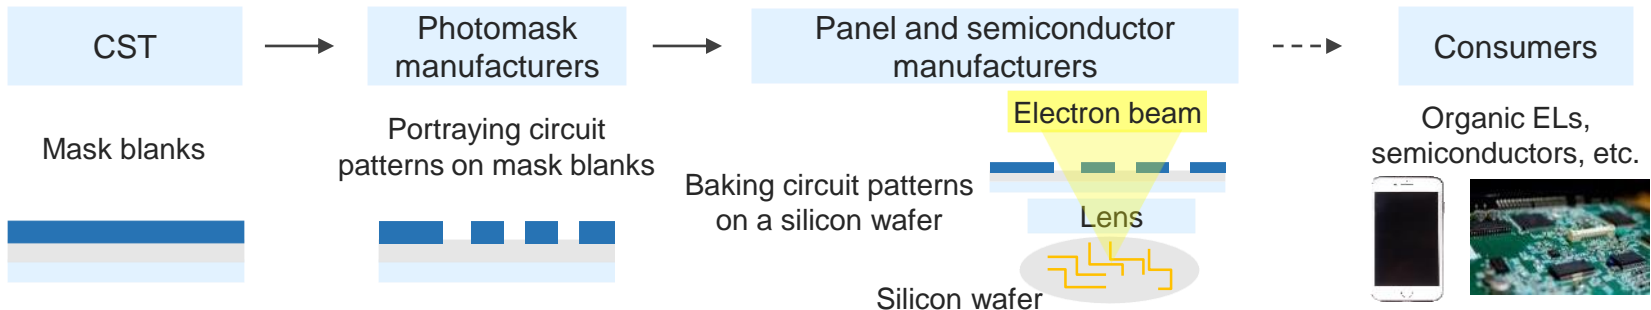 CST
Photomask
manufacturers
Panel and semiconductor
manufacturers
Consumers
Mask blanks
Portraying circuit
patterns on mask blanks
Electron beam
Baking circuit patterns
on a silicon wafer
Lens
Silicon wafer
Organic ELs,
semiconductors, etc.